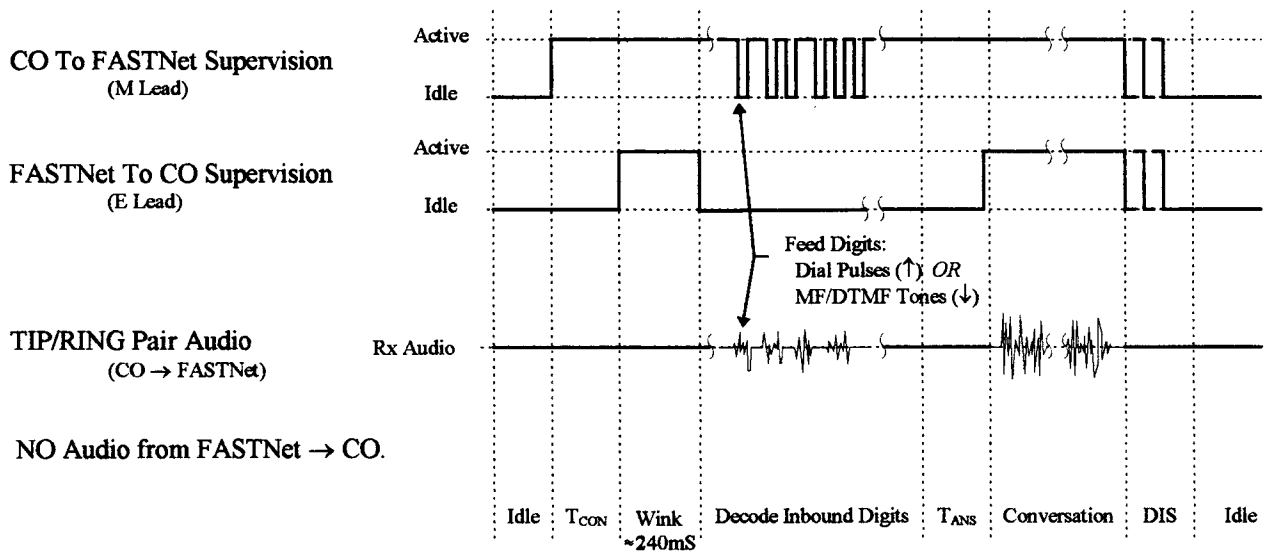 CO To FASTNet Supervision
(M Lead)
Active
Idle
FASTNet To CO Supervision
(E Lead)
Active
Idle
Feed Digits:
Dial Pulses (↑) OR
MF/DTMF Tones (↓)
TIP/RING Pair Audio
(CO → FASTNet)
Rx Audio
NO Audio from FASTNet → CO.
Idle
TCON
Wink
≈240mS
Decode Inbound Digits
TANS
Conversation
DIS
Idle